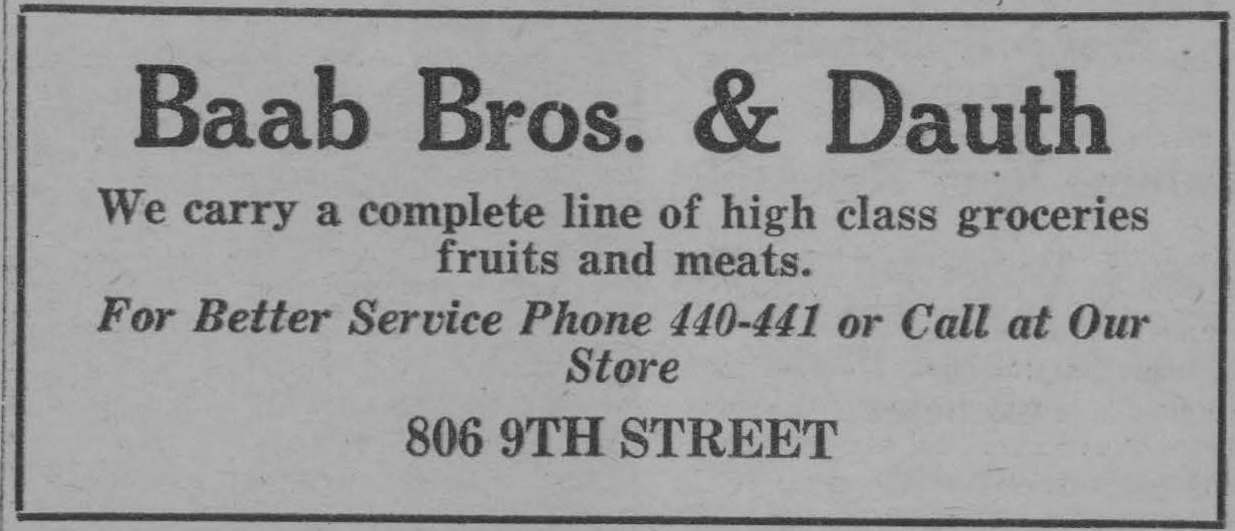 Baab Bros. & Dauth
We carry a complete line of high class groceries
fruits and meats.
For Better Service Phone 440-441 or Call at Our
Store
806 9TH STREET